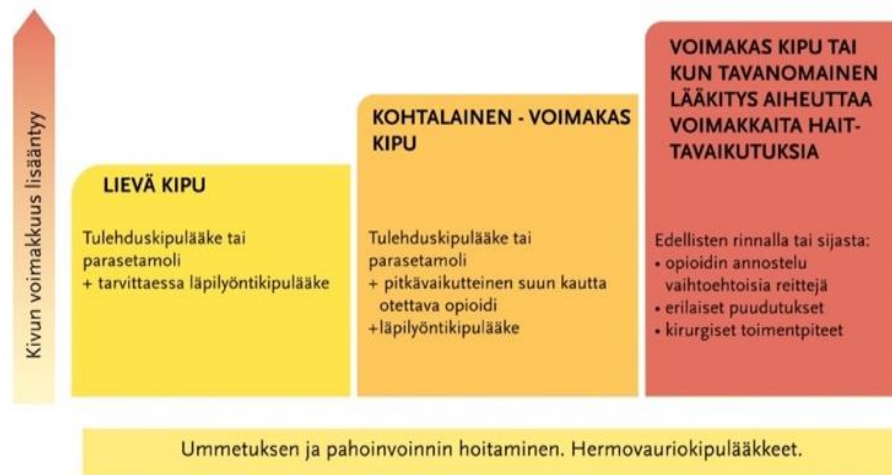 Kivun voimakkuus lisääntyy
LIEVÄ KIPU
Tulehduskipulääke tai
parasetamoli
+ tarvittaessa läpilyöntikipulääke
KOHTALAINEN - VOIMAKAS
KIPU
Tulehduskipulääke tai
parasetamoli
+ pitkävaikutteinen suun kautta
otettava opioidi
+läpilyöntikipulääke
VOIMAKAS KIPU TAI
KUN TAVANOMAINEN
LÄÄKITYS AIHEUTTAA
VOIMAKKAITA HAIT-
TAVAIKUTUKSIA
Edellisten rinnalla tai sijasta:
• opioidin annostelu
vaihtoehtoisia reittejä
• erilaiset puudutukset
• kirurgiset toimentpiteet
Ummetuksen ja pahoinvoinnin hoitaminen. Hermovauriokipulääkkeet.